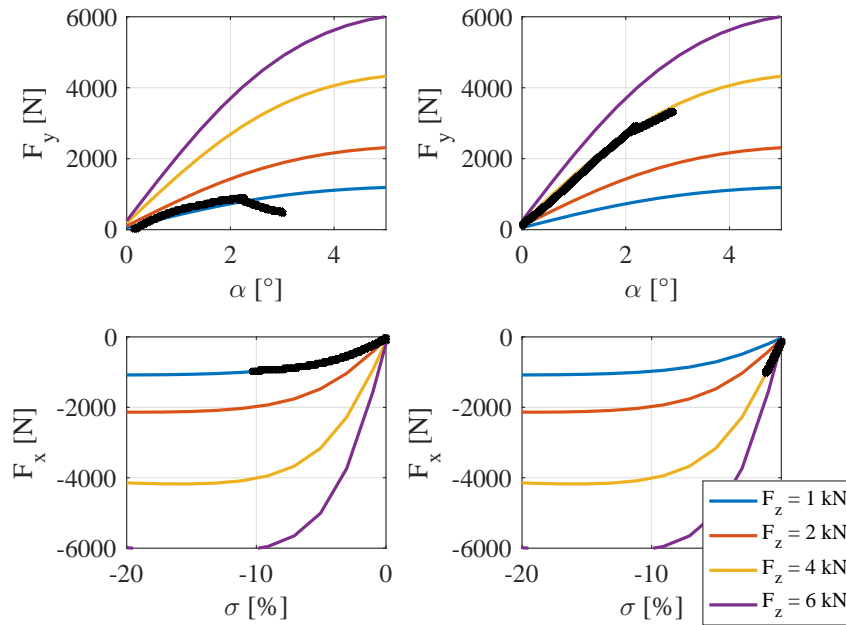 6000
4000
2000
0
F_y [N]
0 2 4
α [°]
6000
4000
2000
0
F_y [N]
0 2 4
α [°]
0
-2000
-4000
-6000
F_x [N]
-20 -10 0
σ [%]
0
-2000
-4000
-6000
F_x [N]
-20 -10
σ [%]
F_z = 1 kN
F_z = 2 kN
F_z = 4 kN
F_z = 6 kN